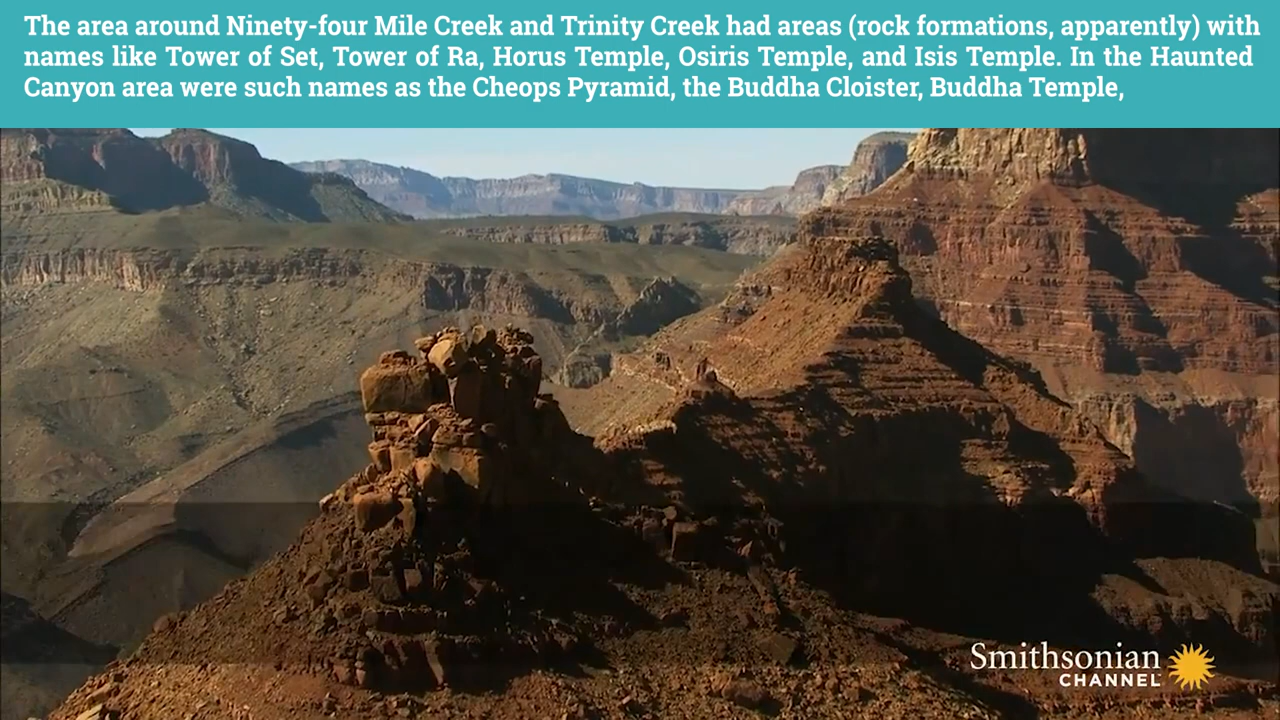 The area around Ninety-four Mile Creek and Trinity Creek had areas (rock formations, apparently) with
names like Tower of Set, Tower of Ra, Horus Temple, Osiris Temple, and Isis Temple. In the Haunted
Canyon area were such names as the Cheops Pyramid, the Buddha Cloister, Buddha Temple,
Smithsonian
CHANNEL